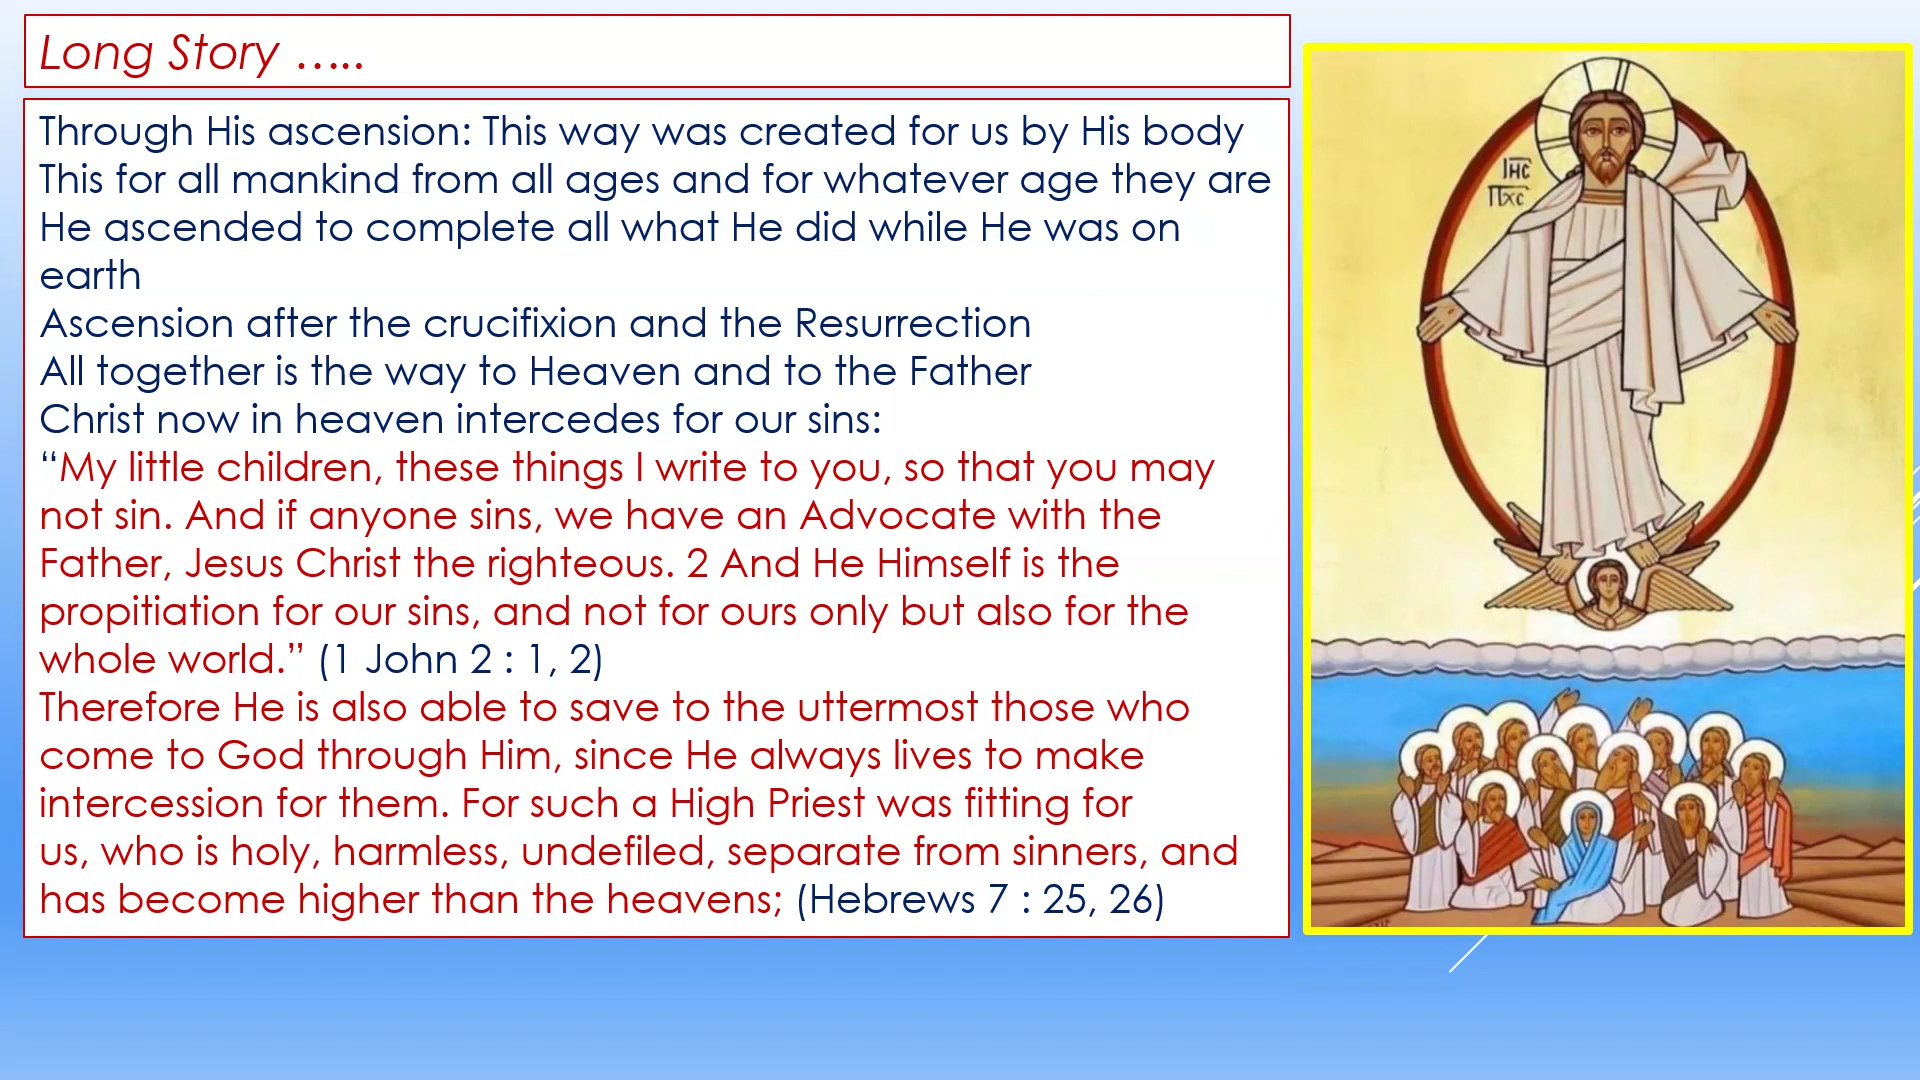 Long Story …..
Through His ascension: This way was created for us by His body
This for all mankind from all ages and for whatever age they are
He ascended to complete all what He did while He was on
earth
Ascension after the crucifixion and the Resurrection
All together is the way to Heaven and to the Father
Christ now in heaven intercedes for our sins:
“My little children, these things I write to you, so that you may
not sin. And if anyone sins, we have an Advocate with the
Father, Jesus Christ the righteous. 2 And He Himself is the
propitiation for our sins, and not for ours only but also for the
whole world.” (1 John 2 : 1, 2)
Therefore He is also able to save to the uttermost those who
come to God through Him, since He always lives to make
intercession for them. For such a High Priest was fitting for
us, who is holy, harmless, undefiled, separate from sinners, and
has become higher than the heavens; (Hebrews 7 : 25, 26)
ⲒⲎⲤ
ⲠⲬⲤ